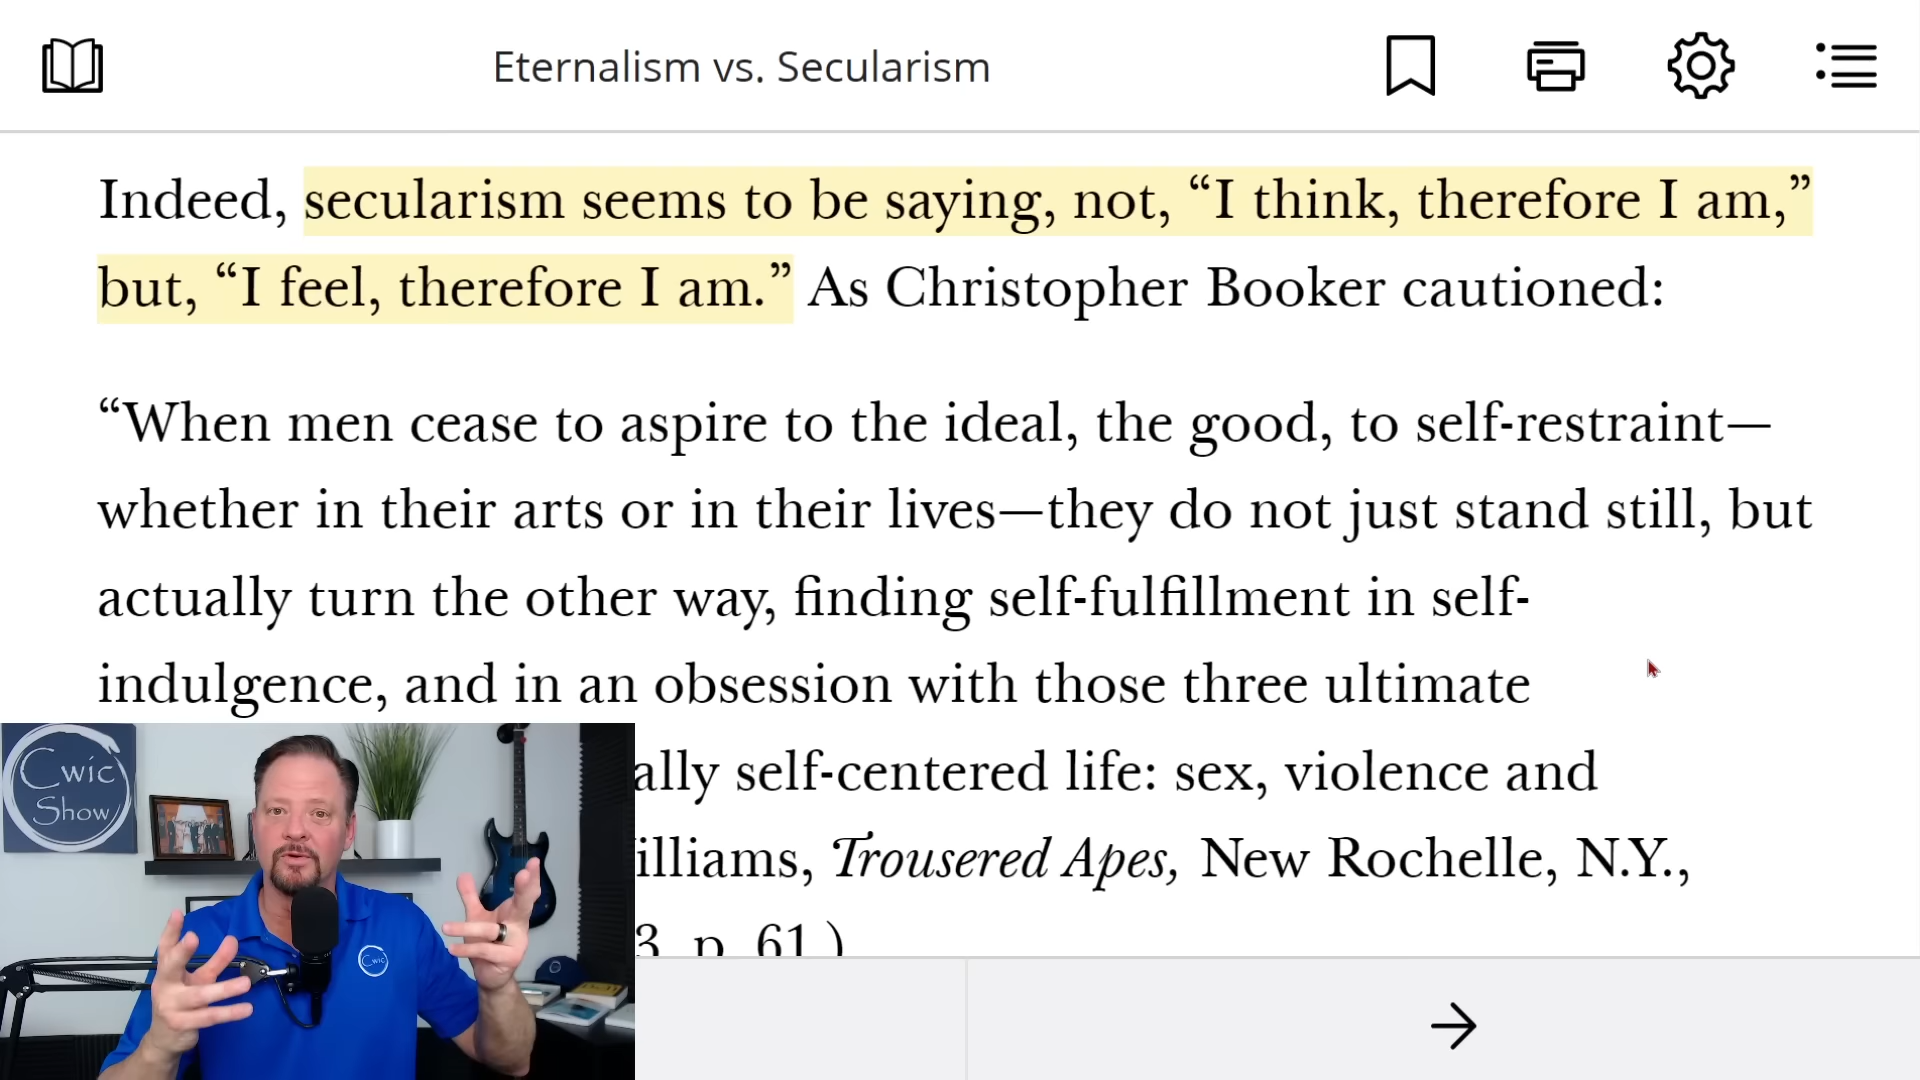 Eternalism vs. Secularism
Indeed, secularism seems to be saying, not, “I think, therefore I am,”
but, “I feel, therefore I am.” As Christopher Booker cautioned:
“When men cease to aspire to the ideal, the good, to self-restraint—
whether in their arts or in their lives—they do not just stand still, but
actually turn the other way, finding self-fulfillment in self-
indulgence, and in an obsession with those three ultimate
ally self-centered life: sex, violence and
illiams, Trousered Apes, New Rochelle, N.Y.,
3, p. 61.)
Cwic
Show
Cwic